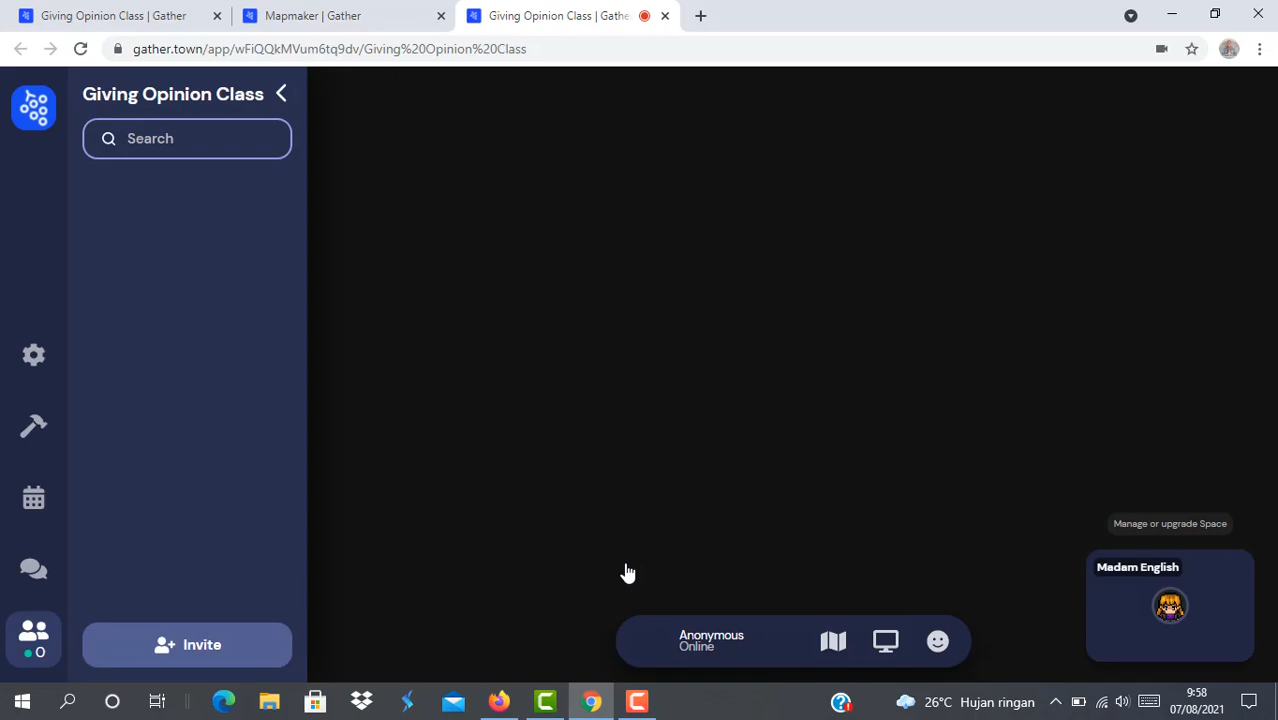 Giving Opinion Class | Gather
Mapmaker | Gather
Giving Opinion Class | Gathe
gather.town/app/wFiQQkMVum6tq9dv/Giving%20Opinion%20Class
Giving Opinion Class
Search
Manage or upgrade Space
Madam English
Anonymous
Online
Invite
0
26°C Hujan ringan
9:58
07/08/2021